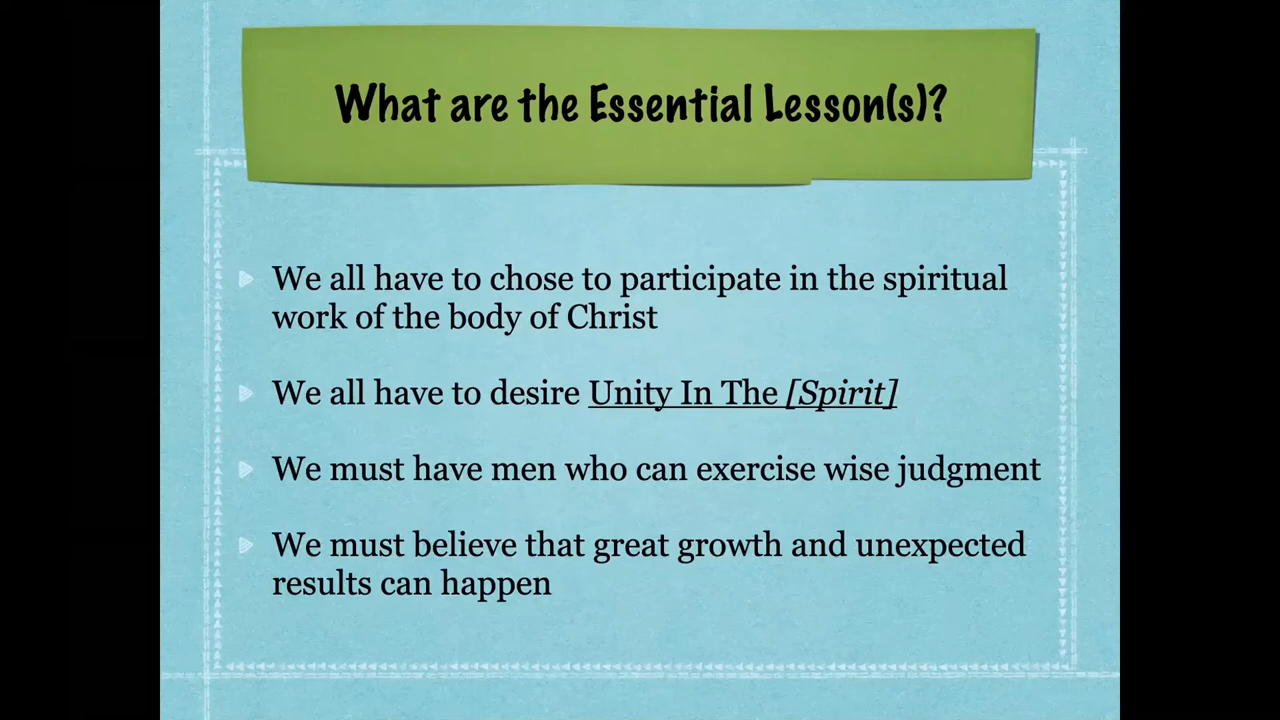 What are the Essential Lesson(s)?
We all have to chose to participate in the spiritual
work of the body of Christ
We all have to desire Unity In The [Spirit]
We must have men who can exercise wise judgment
We must believe that great growth and unexpected
results can happen